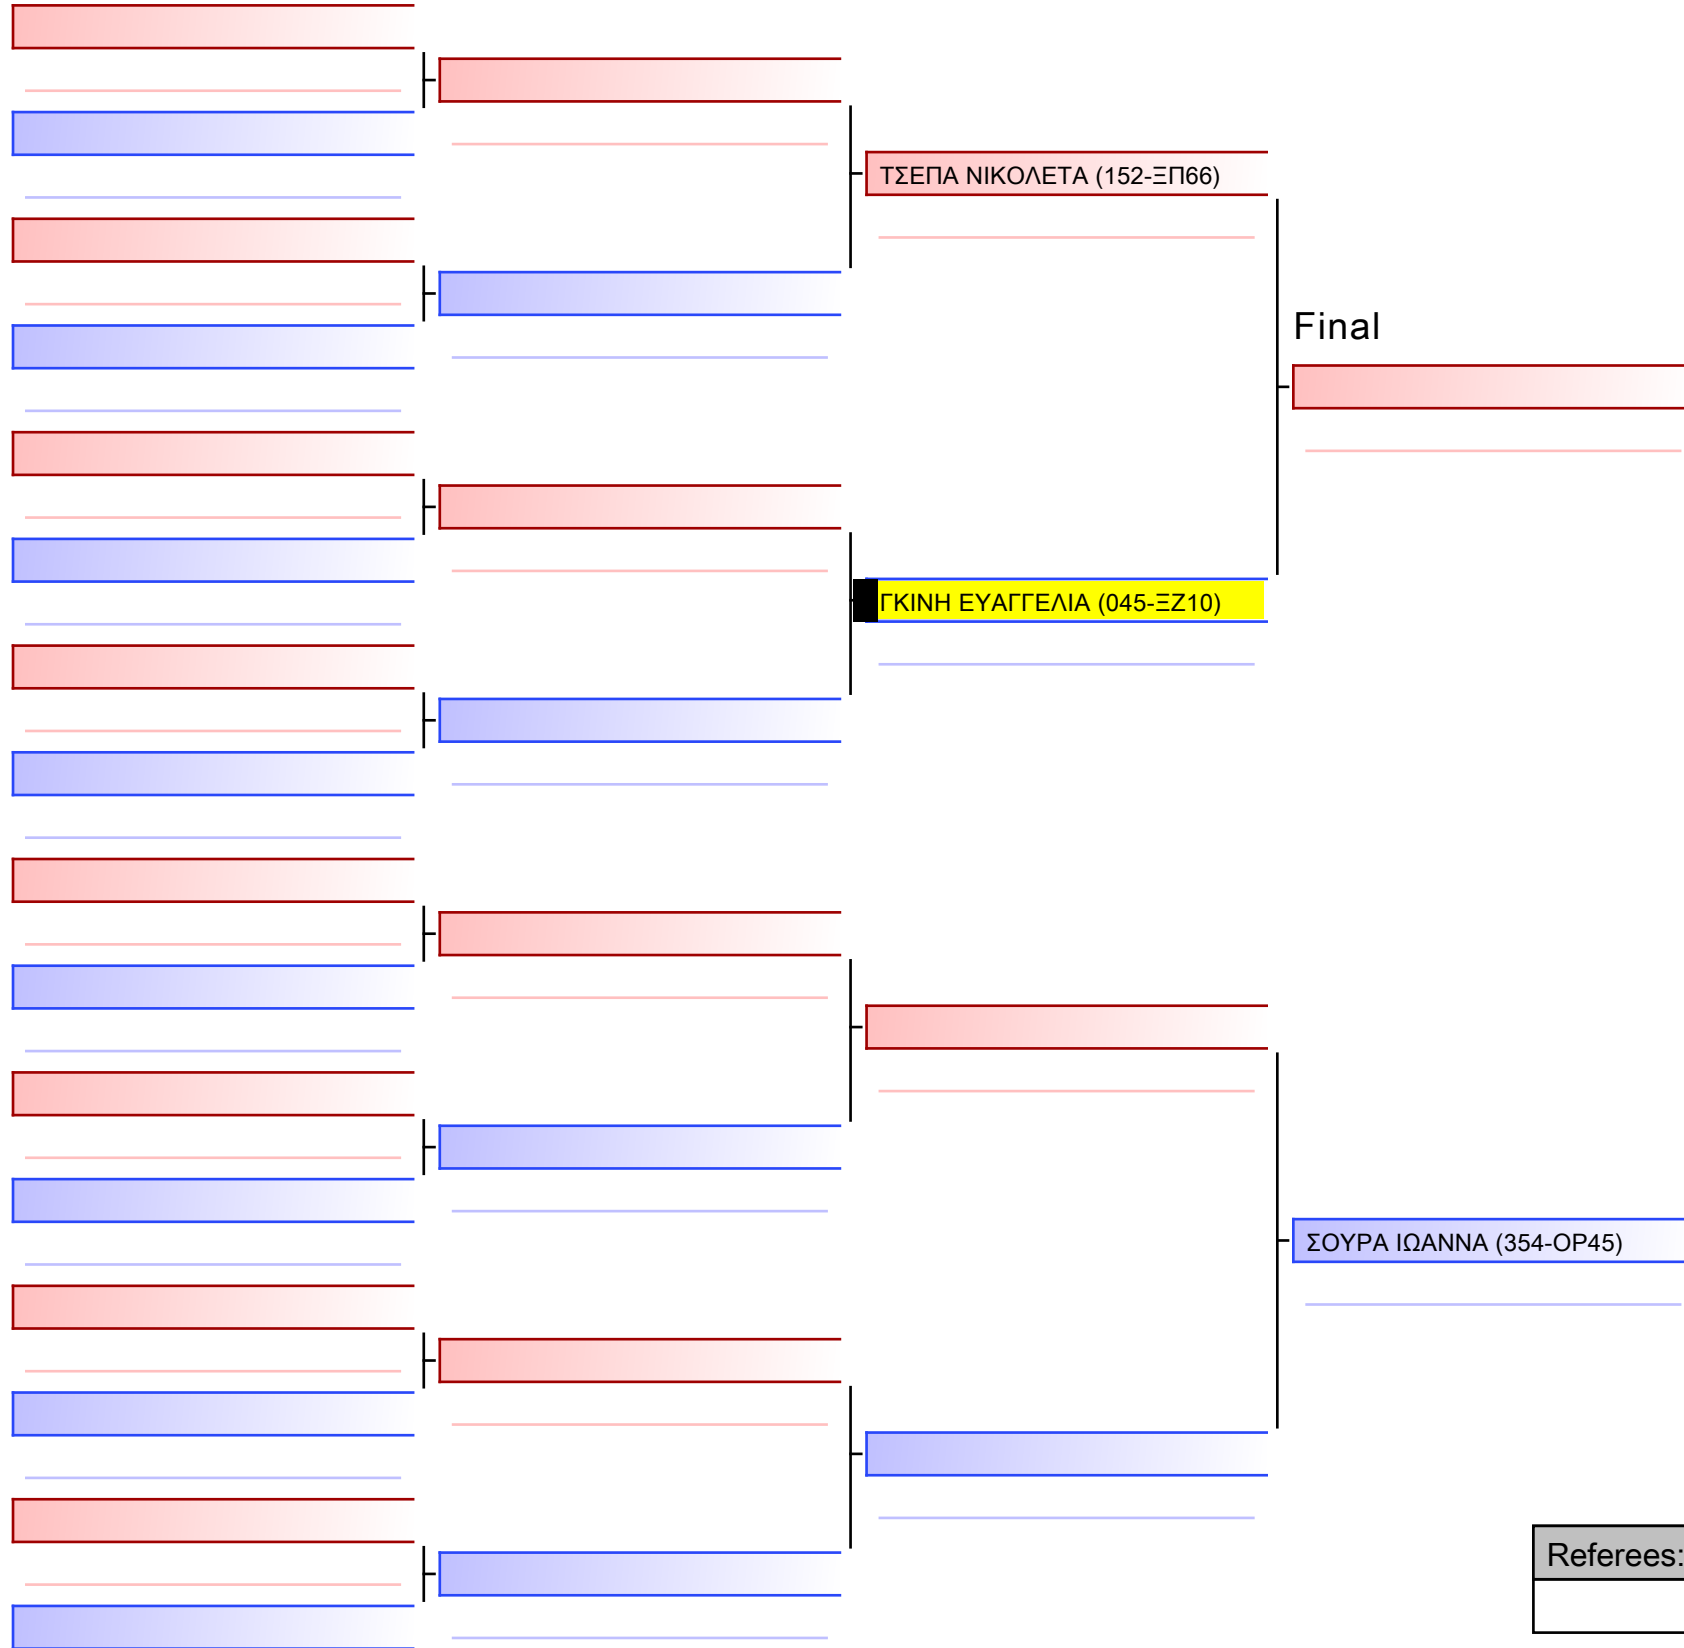 ΤΣΕΠΑ ΝΙΚΟΛΕΤΑ (152-ΞΠ66)
Final
ΓΚΙΝΗ ΕΥΑΓΓΕΛΙΑ (045-ΞΖ10)
ΣΟΥΡΑ ΙΩΑΝΝΑ (354-ΟΡ45)
Referees: